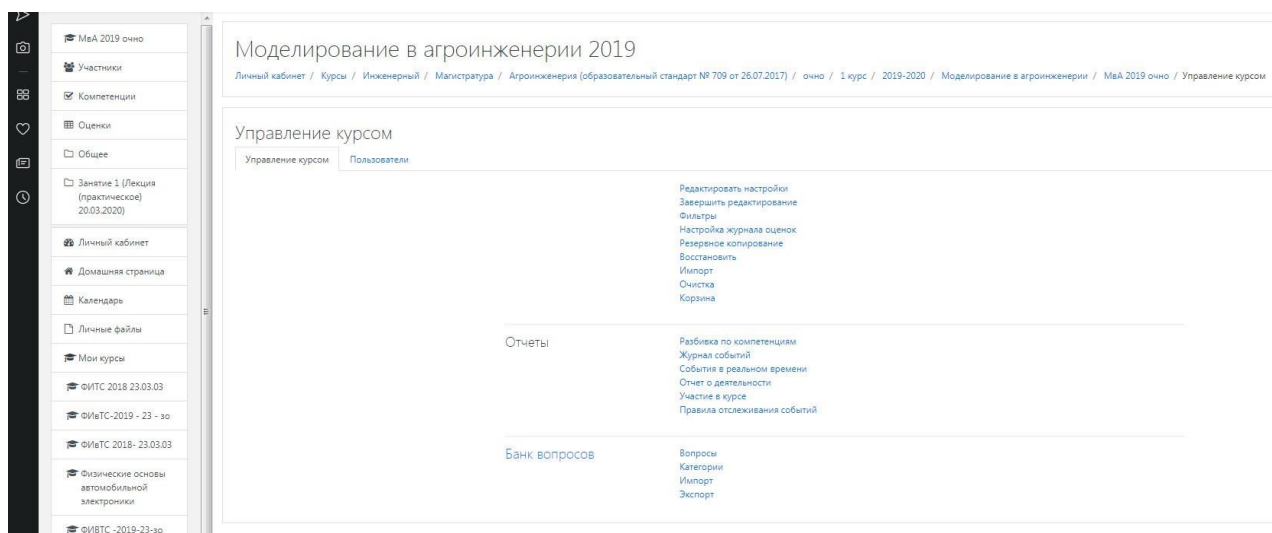 МвА 2019 очно
Участники
Компетенции
Оценки
Общее
Занятие 1 (Лекция
(практическое)
20.03.2020)
Личный кабинет
Домашняя страница
Календарь
Личные файлы
Мои курсы
ФИТС 2018 23.03.03
ФИвТС-2019 - 23 - зо
ФИвТС 2018- 23.03.03
Физические основы
автомобильной
электроники
ФИВТС -2019-23-зо
Моделирование в агроинженерии 2019
Личный кабинет / Курсы / Инженерный / Магистратура / Агроинженерия (образовательный стандарт № 709 от 26.07.2017) / очно / 1 курс / 2019-2020 / Моделирование в агроинженерии / МвА 2019 очно / Управление курсом
Управление курсом
Управление курсом Пользователи
Редактировать настройки
Завершить редактирование
Фильтры
Настройка журнала оценок
Резервное копирование
Восстановить
Импорт
Очистка
Корзина
Отчеты
Разбивка по компетенциям
Журнал событий
События в реальном времени
Отчет о деятельности
Участие в курсе
Правила отслеживания событий
Банк вопросов
Вопросы
Категории
Импорт
Экспорт